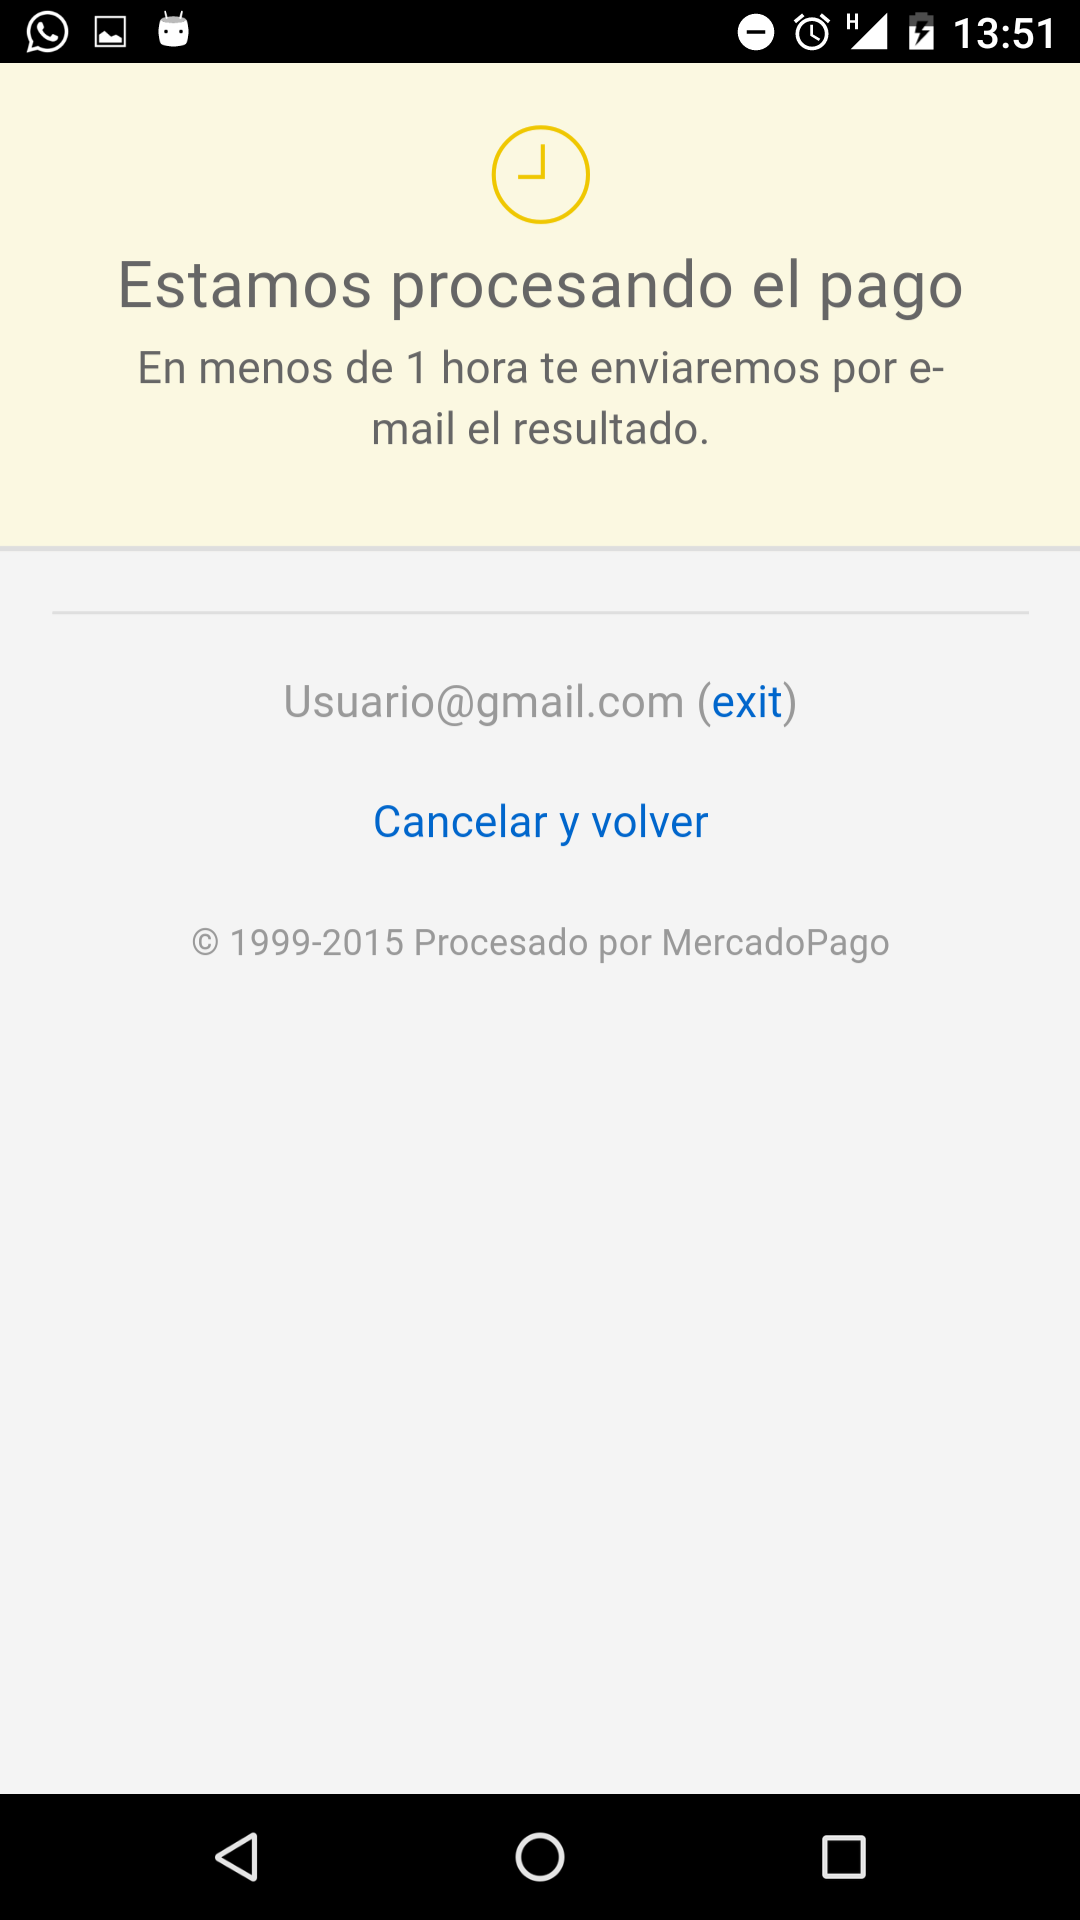 H 13:51
Estamos procesando el pago
En menos de 1 hora te enviaremos por e-
mail el resultado.
Usuario@gmail.com (exit)
Cancelar y volver
© 1999-2015 Procesado por MercadoPago